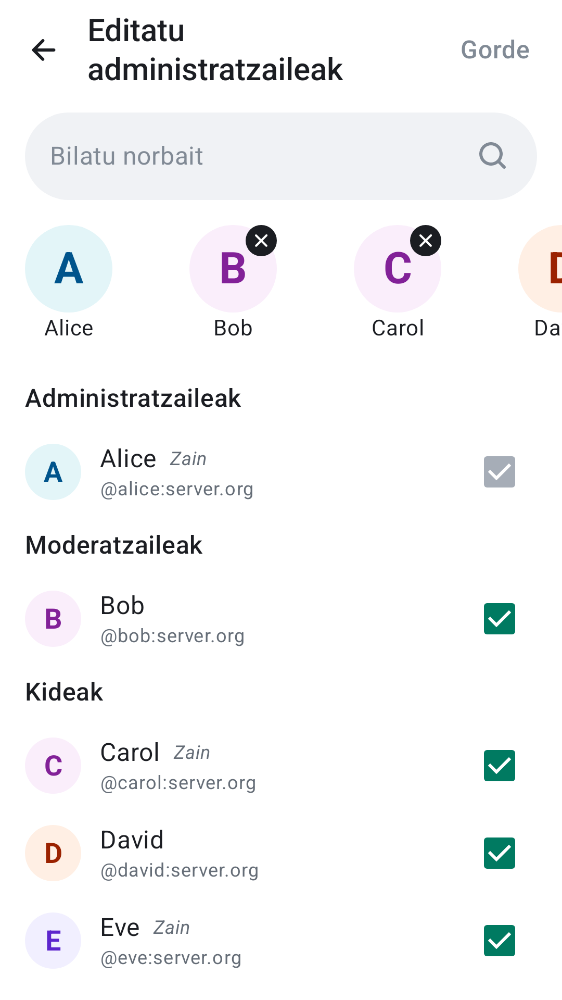 Editatu
administratzaileak
Gorde
Bilatu norbait
A
B
C
Alice
Bob
Carol
Da
Administratzaileak
A
Alice Zain
@alice:server.org
Moderatzaileak
B
Bob
@bob:server.org
Kideak
C
Carol Zain
@carol:server.org
D
David
@david:server.org
E
Eve Zain
@eve:server.org